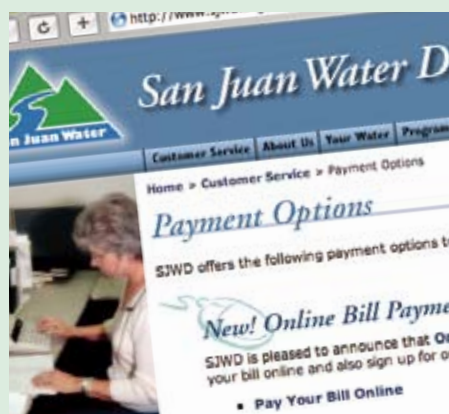 http://www.sj
San Juan Water D
n Juan Water
Customer Service About Us Your Water Program
Home » Customer Service » Payment Options
Payment Options
SJWD offers the following payment options t
New! Online Bill Payme
SJWD is pleased to announce that O
your bill online and also sign up for o
Pay Your Bill Online